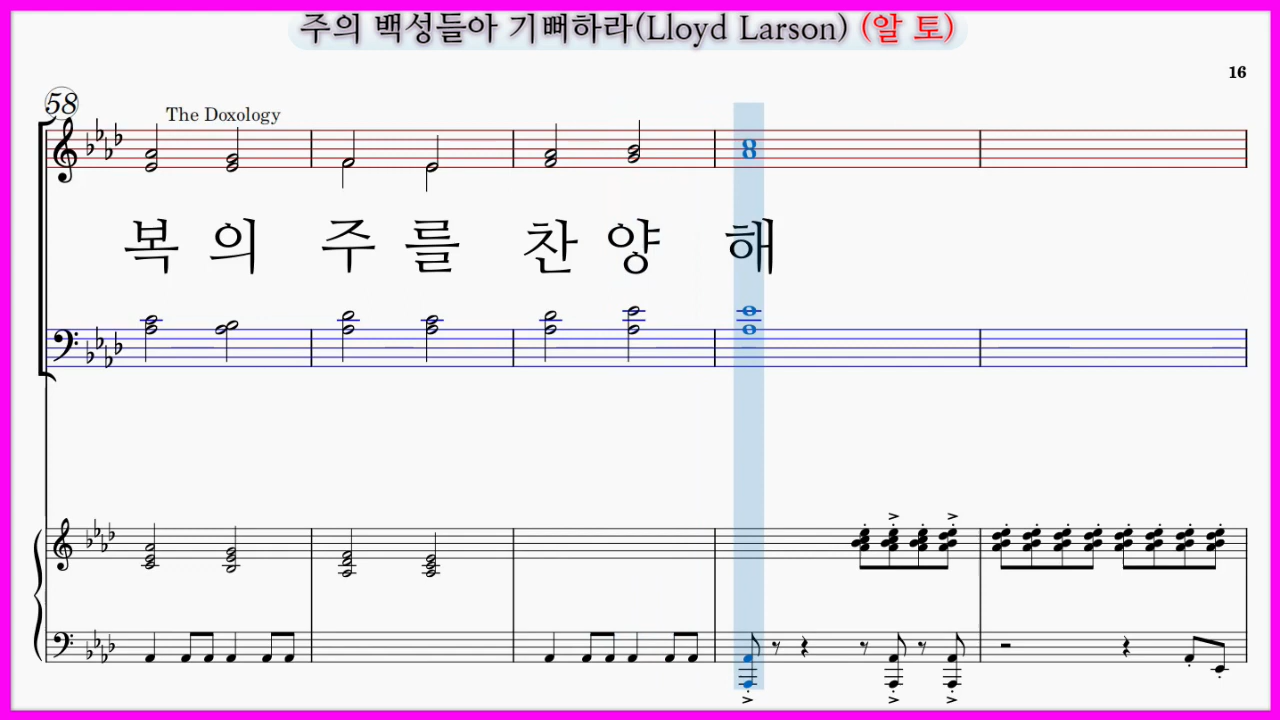 주의 백성들아 기뻐하라(Lloyd Larson) (알 토)
16
58
The Doxology
복 의 주 를 찬 양 해